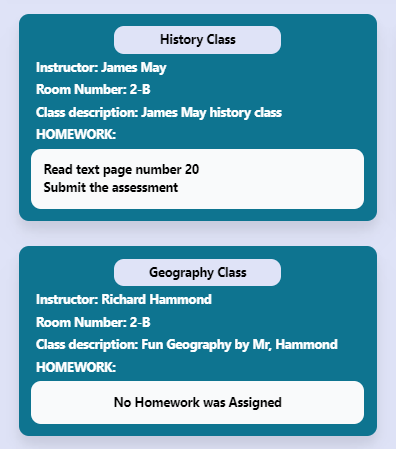 History Class
Instructor: James May
Room Number: 2-B
Class description: James May history class
HOMEWORK:
Read text page number 20
Submit the assessment
Geography Class
Instructor: Richard Hammond
Room Number: 2-B
Class description: Fun Geography by Mr, Hammond
HOMEWORK:
No Homework was Assigned